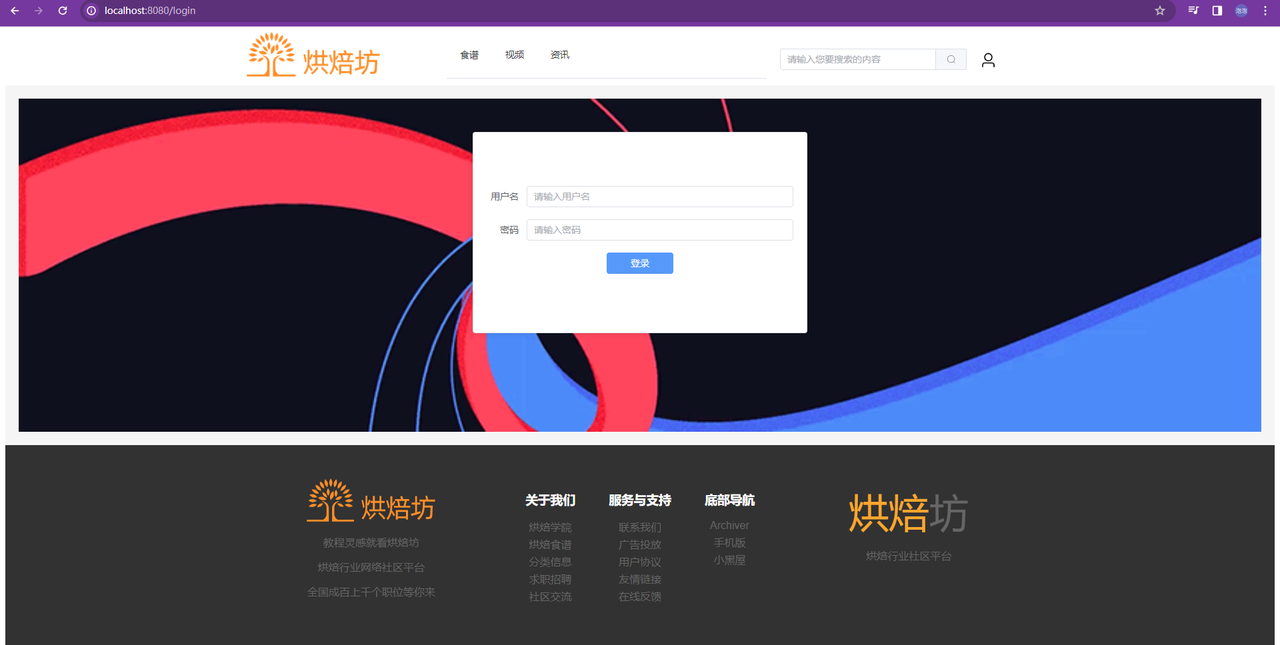 localhost:8080/login
烘焙坊
食谱 视频 资讯
请输入您要搜索的内容
用户名 请输入用户名
密码 请输入密码
登录
烘焙坊
教程灵感就看烘焙坊
烘焙行业网络社区平台
全国成百上千个职位等你来
关于我们
烘焙学院
烘焙食谱
分类信息
求职招聘
社区交流
服务与支持
联系我们
广告投放
用户协议
友情链接
在线反馈
底部导航
Archiver
手机版
小黑屋
烘焙坊
烘焙行业社区平台